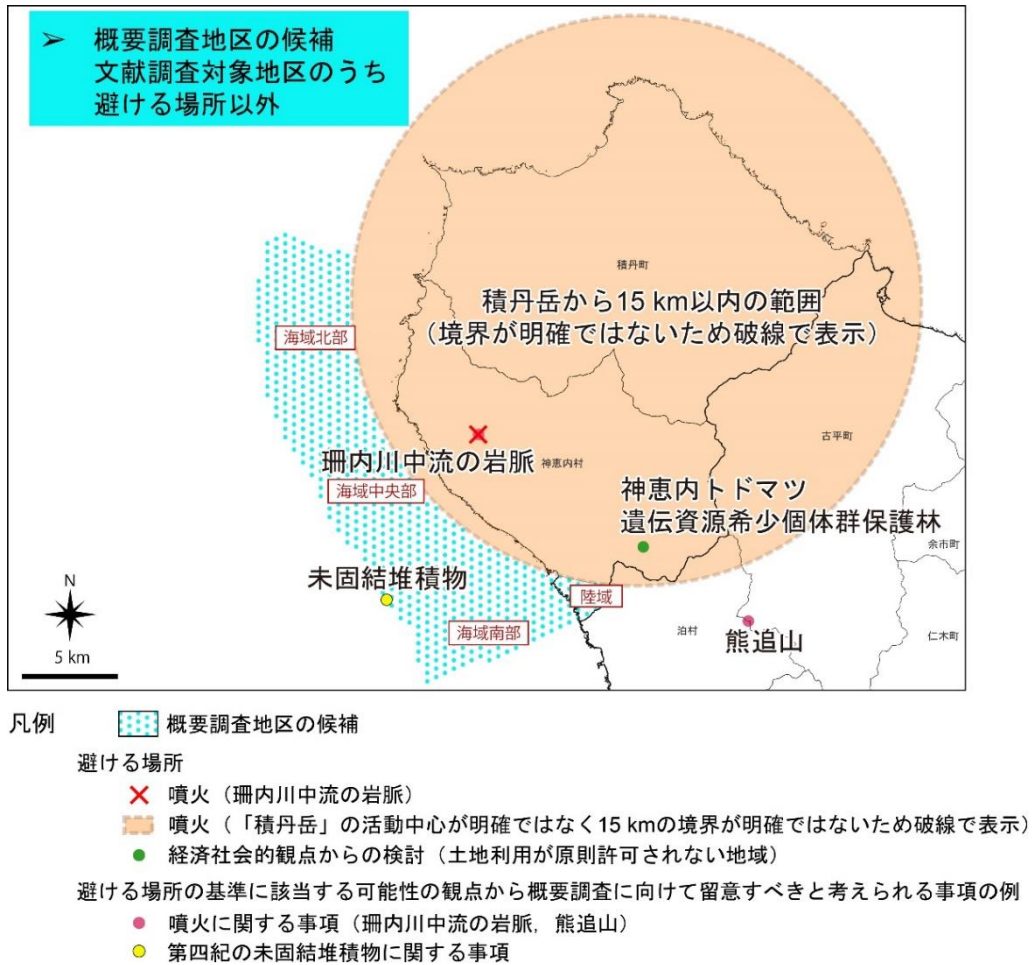 ➢ 概要調査地区の候補
文献調査対象地区のうち
避ける場所以外
積丹町
積丹岳から15 km以内の範囲
（境界が明確ではないため破線で表示）
海域北部
古平町
珊内川中流の岩脈
神恵内村
海域中央部
神恵内トドマツ
遺伝資源希少個体群保護林
余市町
未固結堆積物
N
陸域
海域南部
泊村
熊追山
仁木町
5 km
凡例
概要調査地区の候補
避ける場所
噴火（珊内川中流の岩脈）
噴火（「積丹岳」の活動中心が明確ではなく15 kmの境界が明確ではないため破線で表示）
経済社会的観点からの検討（土地利用が原則許可されない地域）
避ける場所の基準に該当する可能性の観点から概要調査に向けて留意すべきと考えられる事項の例
噴火に関する事項（珊内川中流の岩脈，熊追山）
第四紀の未固結堆積物に関する事項